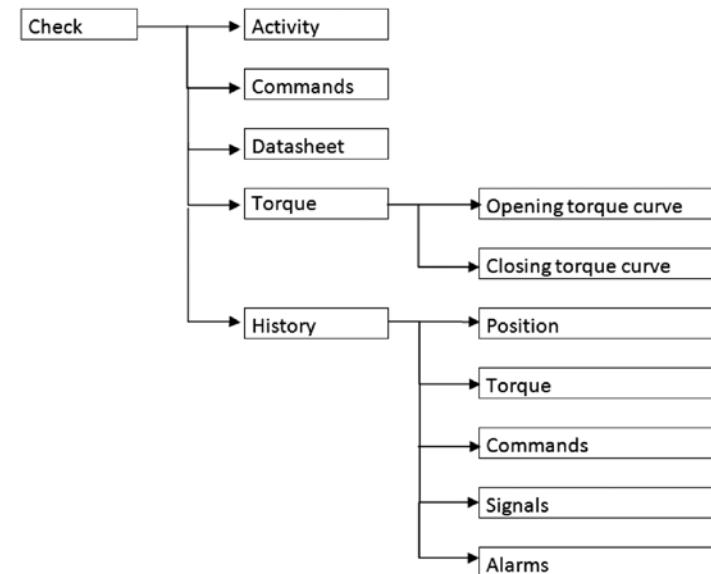 Check
Activity
Commands
Datasheet
Torque
Opening torque curve
Closing torque curve
History
Position
Torque
Commands
Signals
Alarms